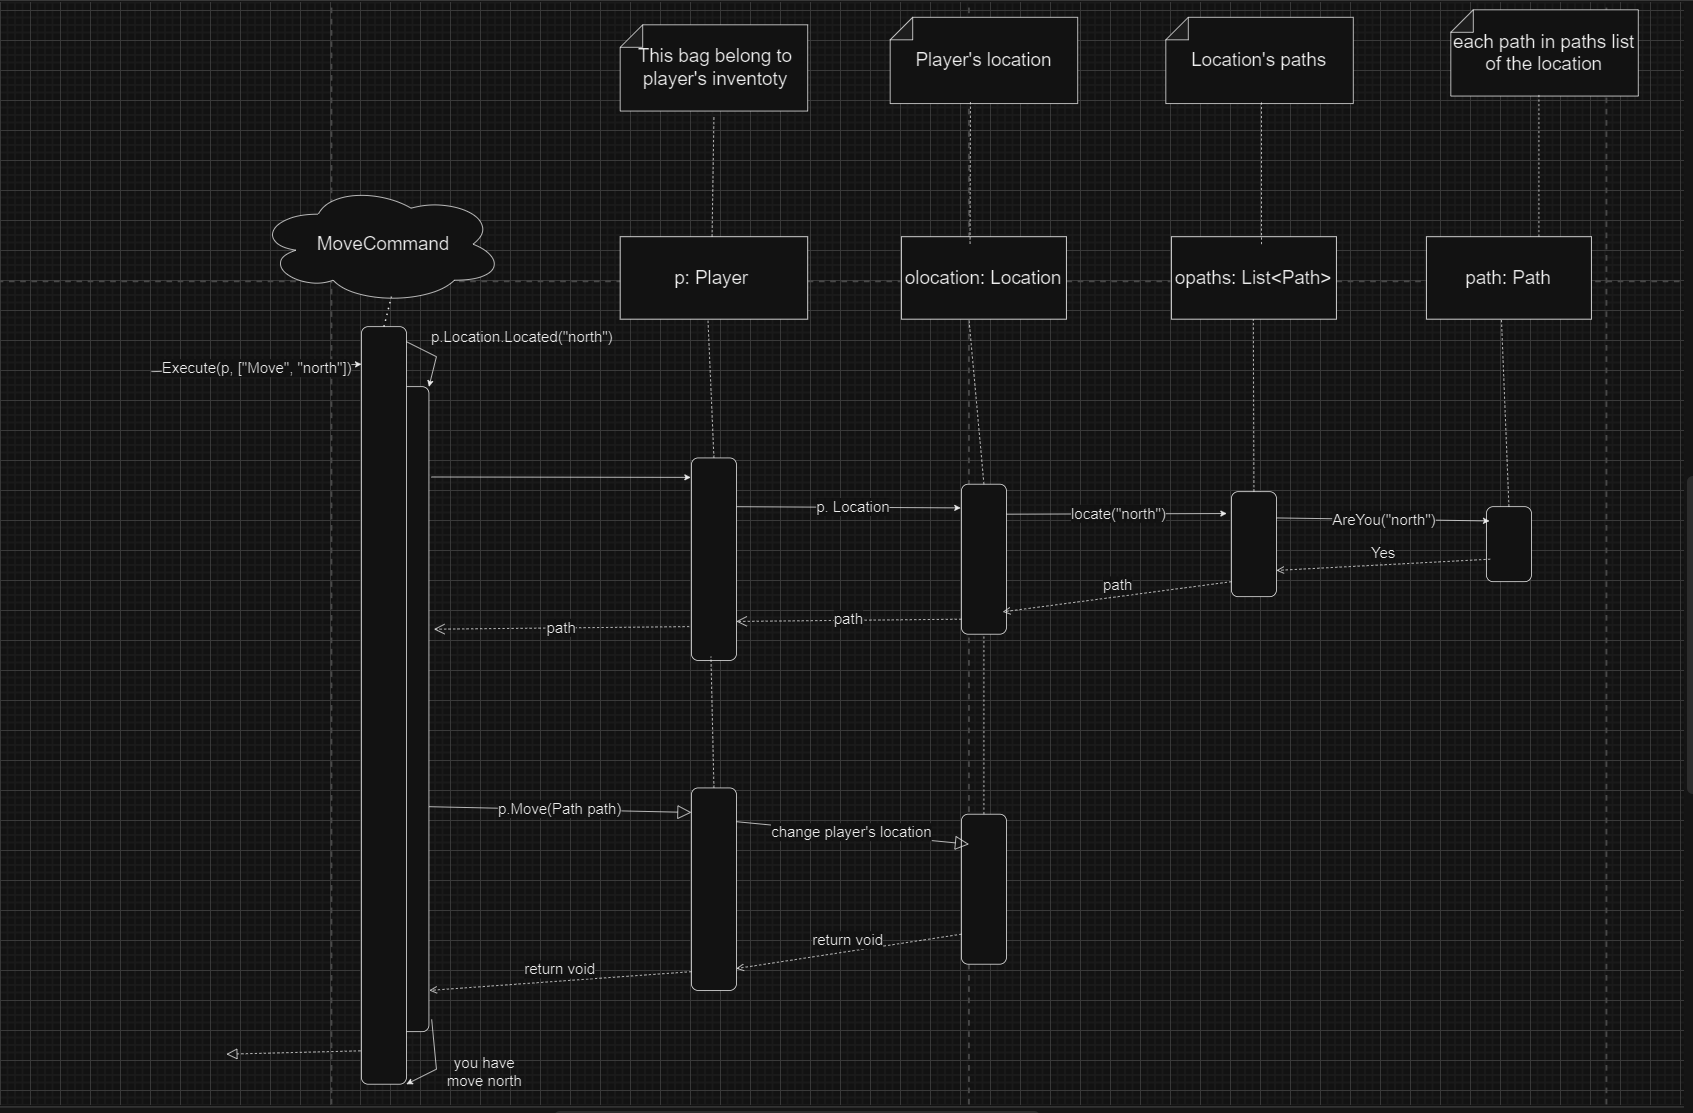 This bag belong to
player's inventoty
Player's location
Location's paths
each path in paths list
of the location
MoveCommand
p: Player
olocation: Location
opaths: List<Path>
path: Path
p.Location.Located("north")
Execute(p, ["Move", "north"])
p. Location
locate("north")
AreYou("north")
Yes
path
path
path
p.Move(Path path)
change player's location
return void
return void
you have
move north